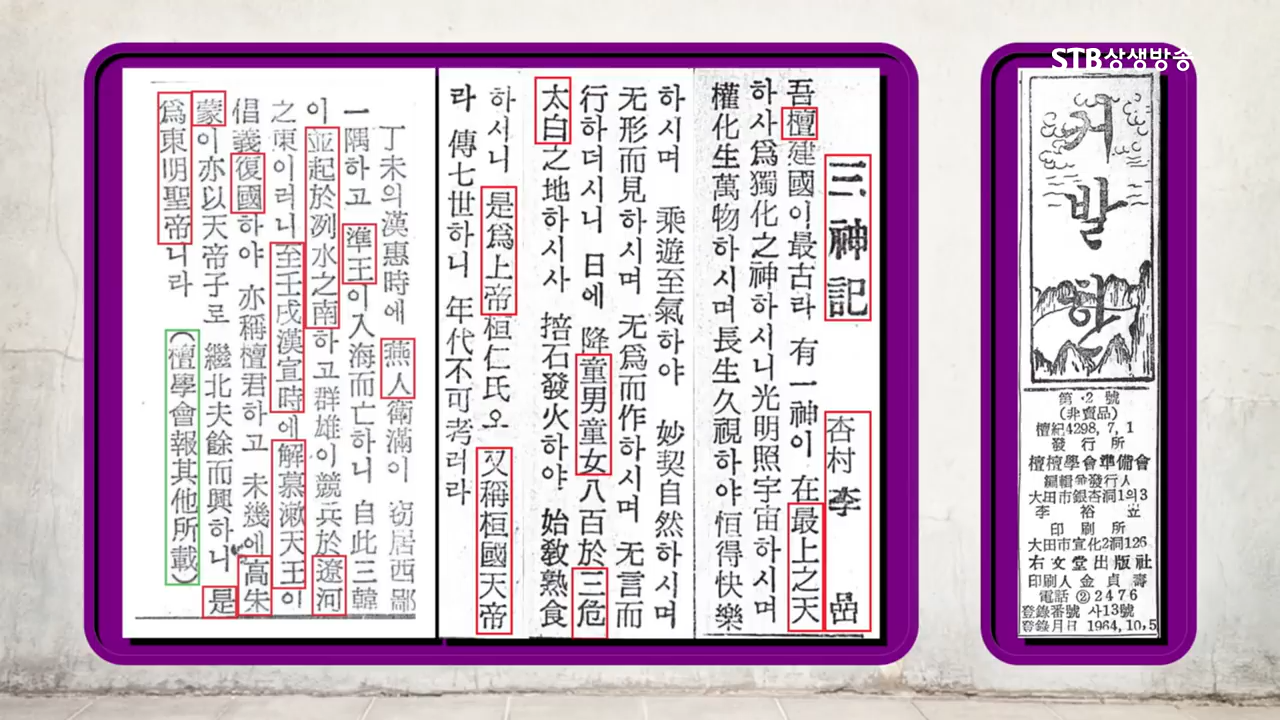 STB상생방송
三神記
杏村 李 嵒
吾檀建國이最古라 有一神이 在最上之天
하사爲獨化之神하시니光明照宇宙하시며
權化生萬物하시며長生久視하야恒得快樂
하시며 乘遊至氣하야 妙契自然하시며
无形而見하시며 无爲而作하시며 无言而
行하더시니 日에 降童男童女八百於三危
太白之地하시사 掊石發火하야 始敎熟食
하시니 是爲上帝桓仁氏오 又稱桓國天帝
라 傳七世하니 年代不可考러라
丁未의漢惠時에 燕人衛滿이 窃居西鄙
一隅하고 準王이入海而亡하니 自此三韓
이 並起於洌水之南하고群雄이競兵於遼河
之東이러니至壬戌漢宣時에解慕漱天王이
倡義復國하야 亦稱檀君하고 未幾에高朱
蒙이亦以天帝子로 繼北夫餘而興하니 是
爲東明聖帝니라 (檀學會報其他所載)
거발한
第 2 號
(非賣品)
檀紀4298, 7, 1
發 行 所
檀檀學會準備會
編輯兼發行人
大田市銀杏洞1의3
李 裕 立
印 刷 所
大田市宣化2洞126
右文堂出版社
印刷人 金貞壽
電話 ②2476
登錄番號 사13號
登錄月日 1964, 10, 5